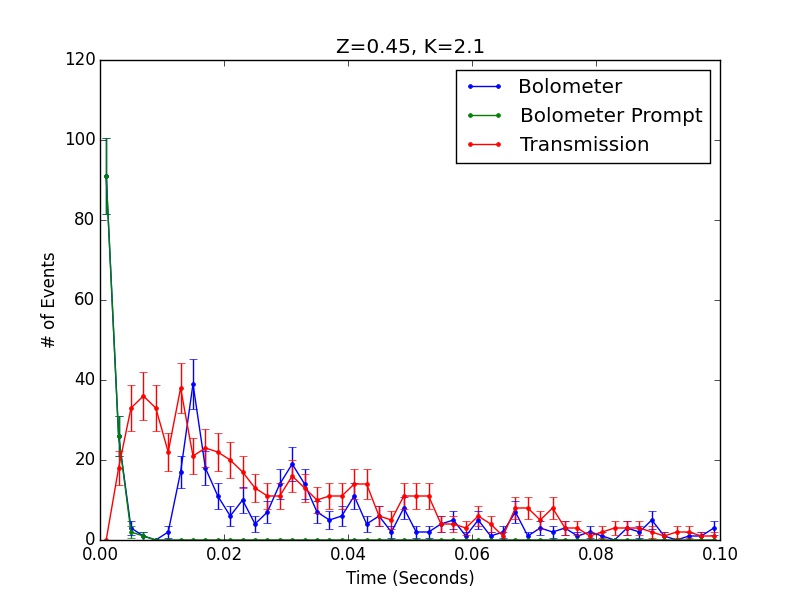 Z=0.45, K=2.1
120
100
80
60
40
20
0
# of Events
Bolometer
Bolometer Prompt
Transmission
0.00 0.02 0.04 0.06 0.08 0.10
Time (Seconds)